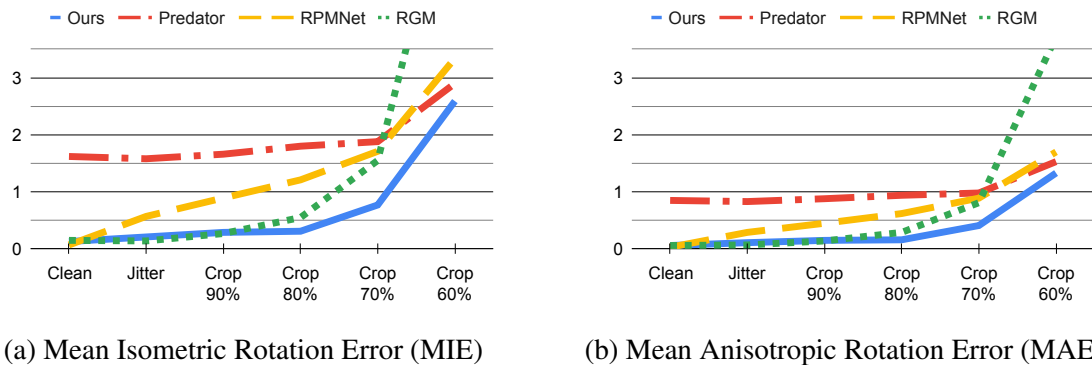 Ours Predator RPMNet RGM
3
2
1
0
Clean Jitter Crop 90% Crop 80% Crop 70% Crop 60%
(a) Mean Isometric Rotation Error (MIE)
Ours Predator RPMNet RGM
3
2
1
0
Clean Jitter Crop 90% Crop 80% Crop 70% Crop 60%
(b) Mean Anisotropic Rotation Error (MAE